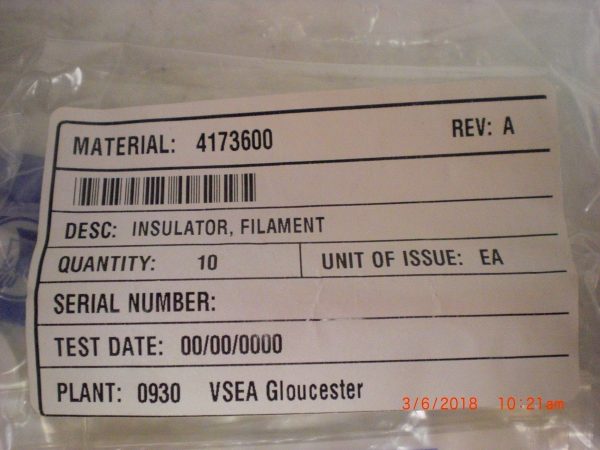 MATERIAL: 4173600 REV: A
DESC: INSULATOR, FILAMENT
QUANTITY: 10 UNIT OF ISSUE: EA
SERIAL NUMBER:
TEST DATE: 00/00/0000
PLANT: 0930 VSEA Gloucester
3/6/2018 10:21am